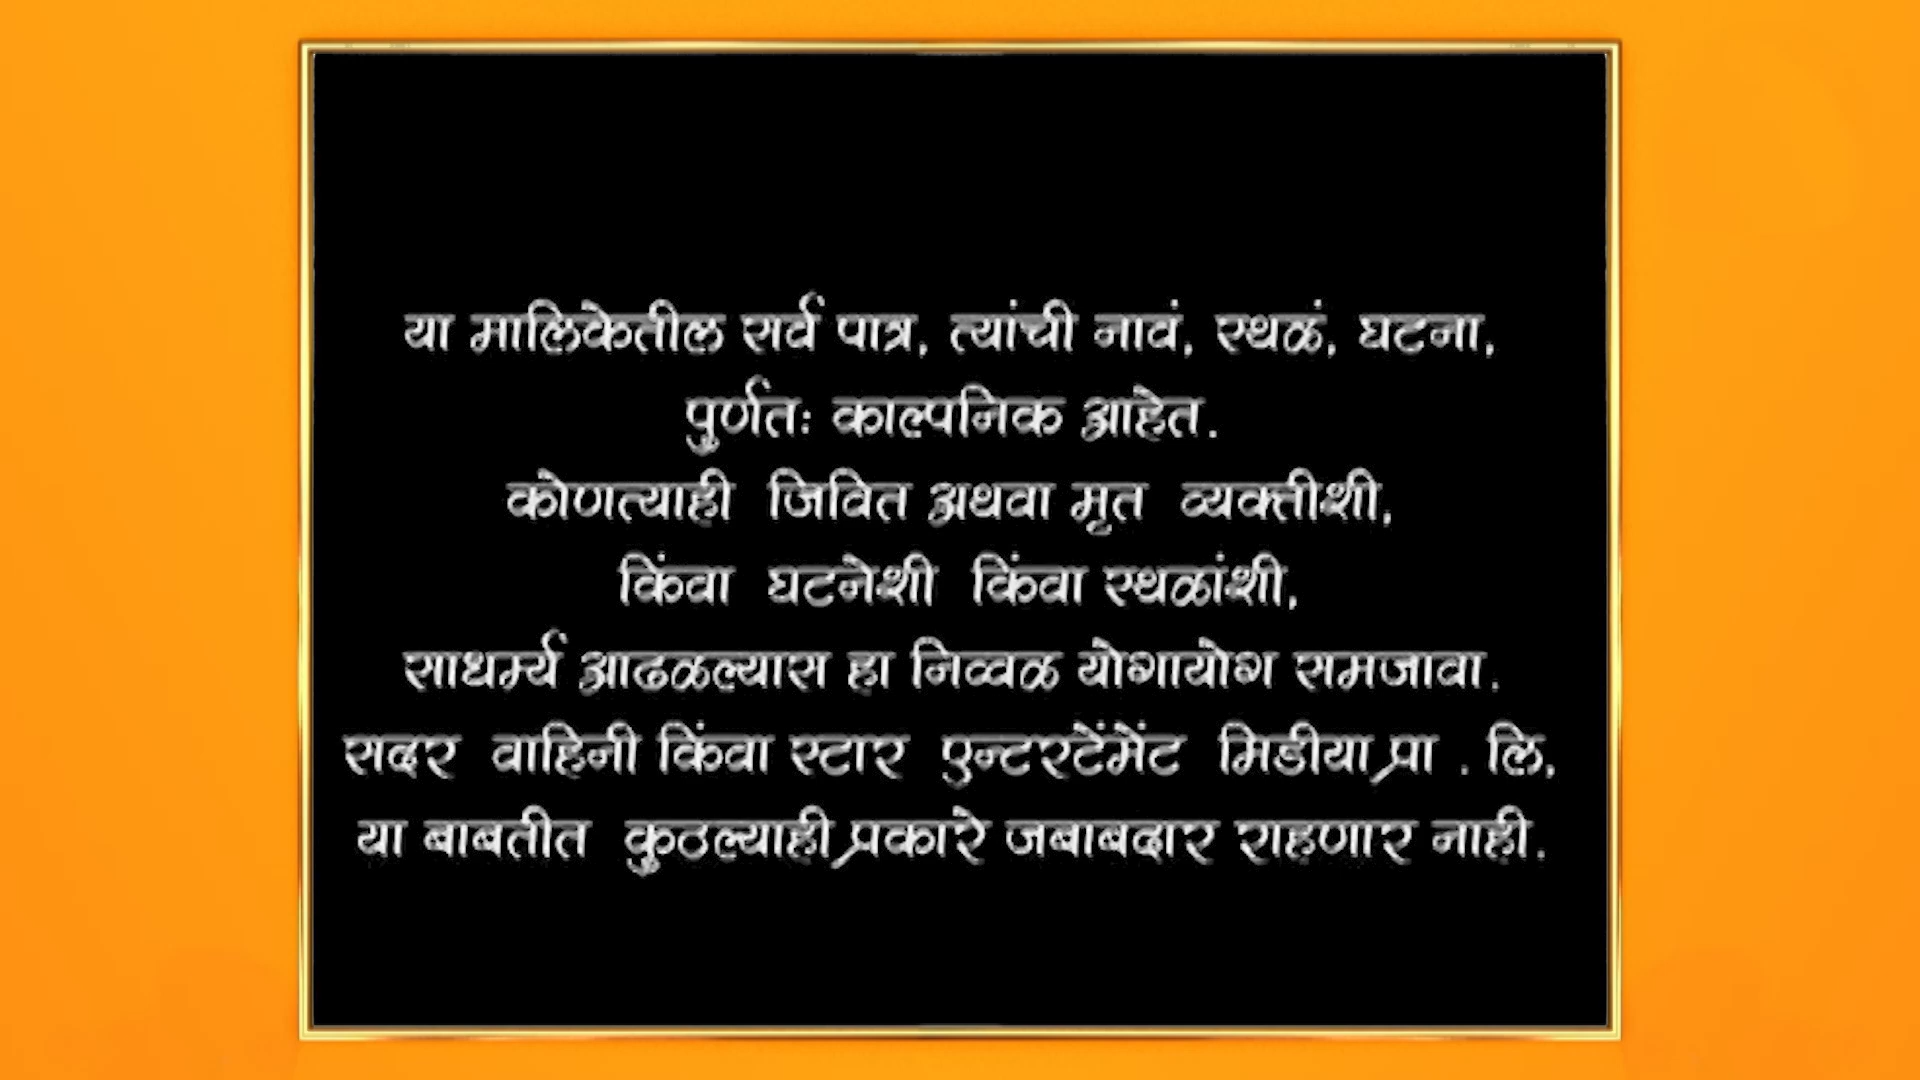 या मालिकेतील सर्व पात्र, त्यांची नावं, स्थळं, घटना,
पुर्णतः काल्पनिक आहेत.
कोणत्याही जिवित अथवा मृत व्यक्तीशी,
किंवा घटनेशी किंवा स्थळांशी,
साधर्म्य आढळल्यास हा निव्वळ योगायोग समजावा.
सदर वाहिनी किंवा स्टार एन्टरटेंमेंट मिडीया प्रा . लि.
या बाबतीत कुठल्याही प्रकारे जबाबदार राहणार नाही.